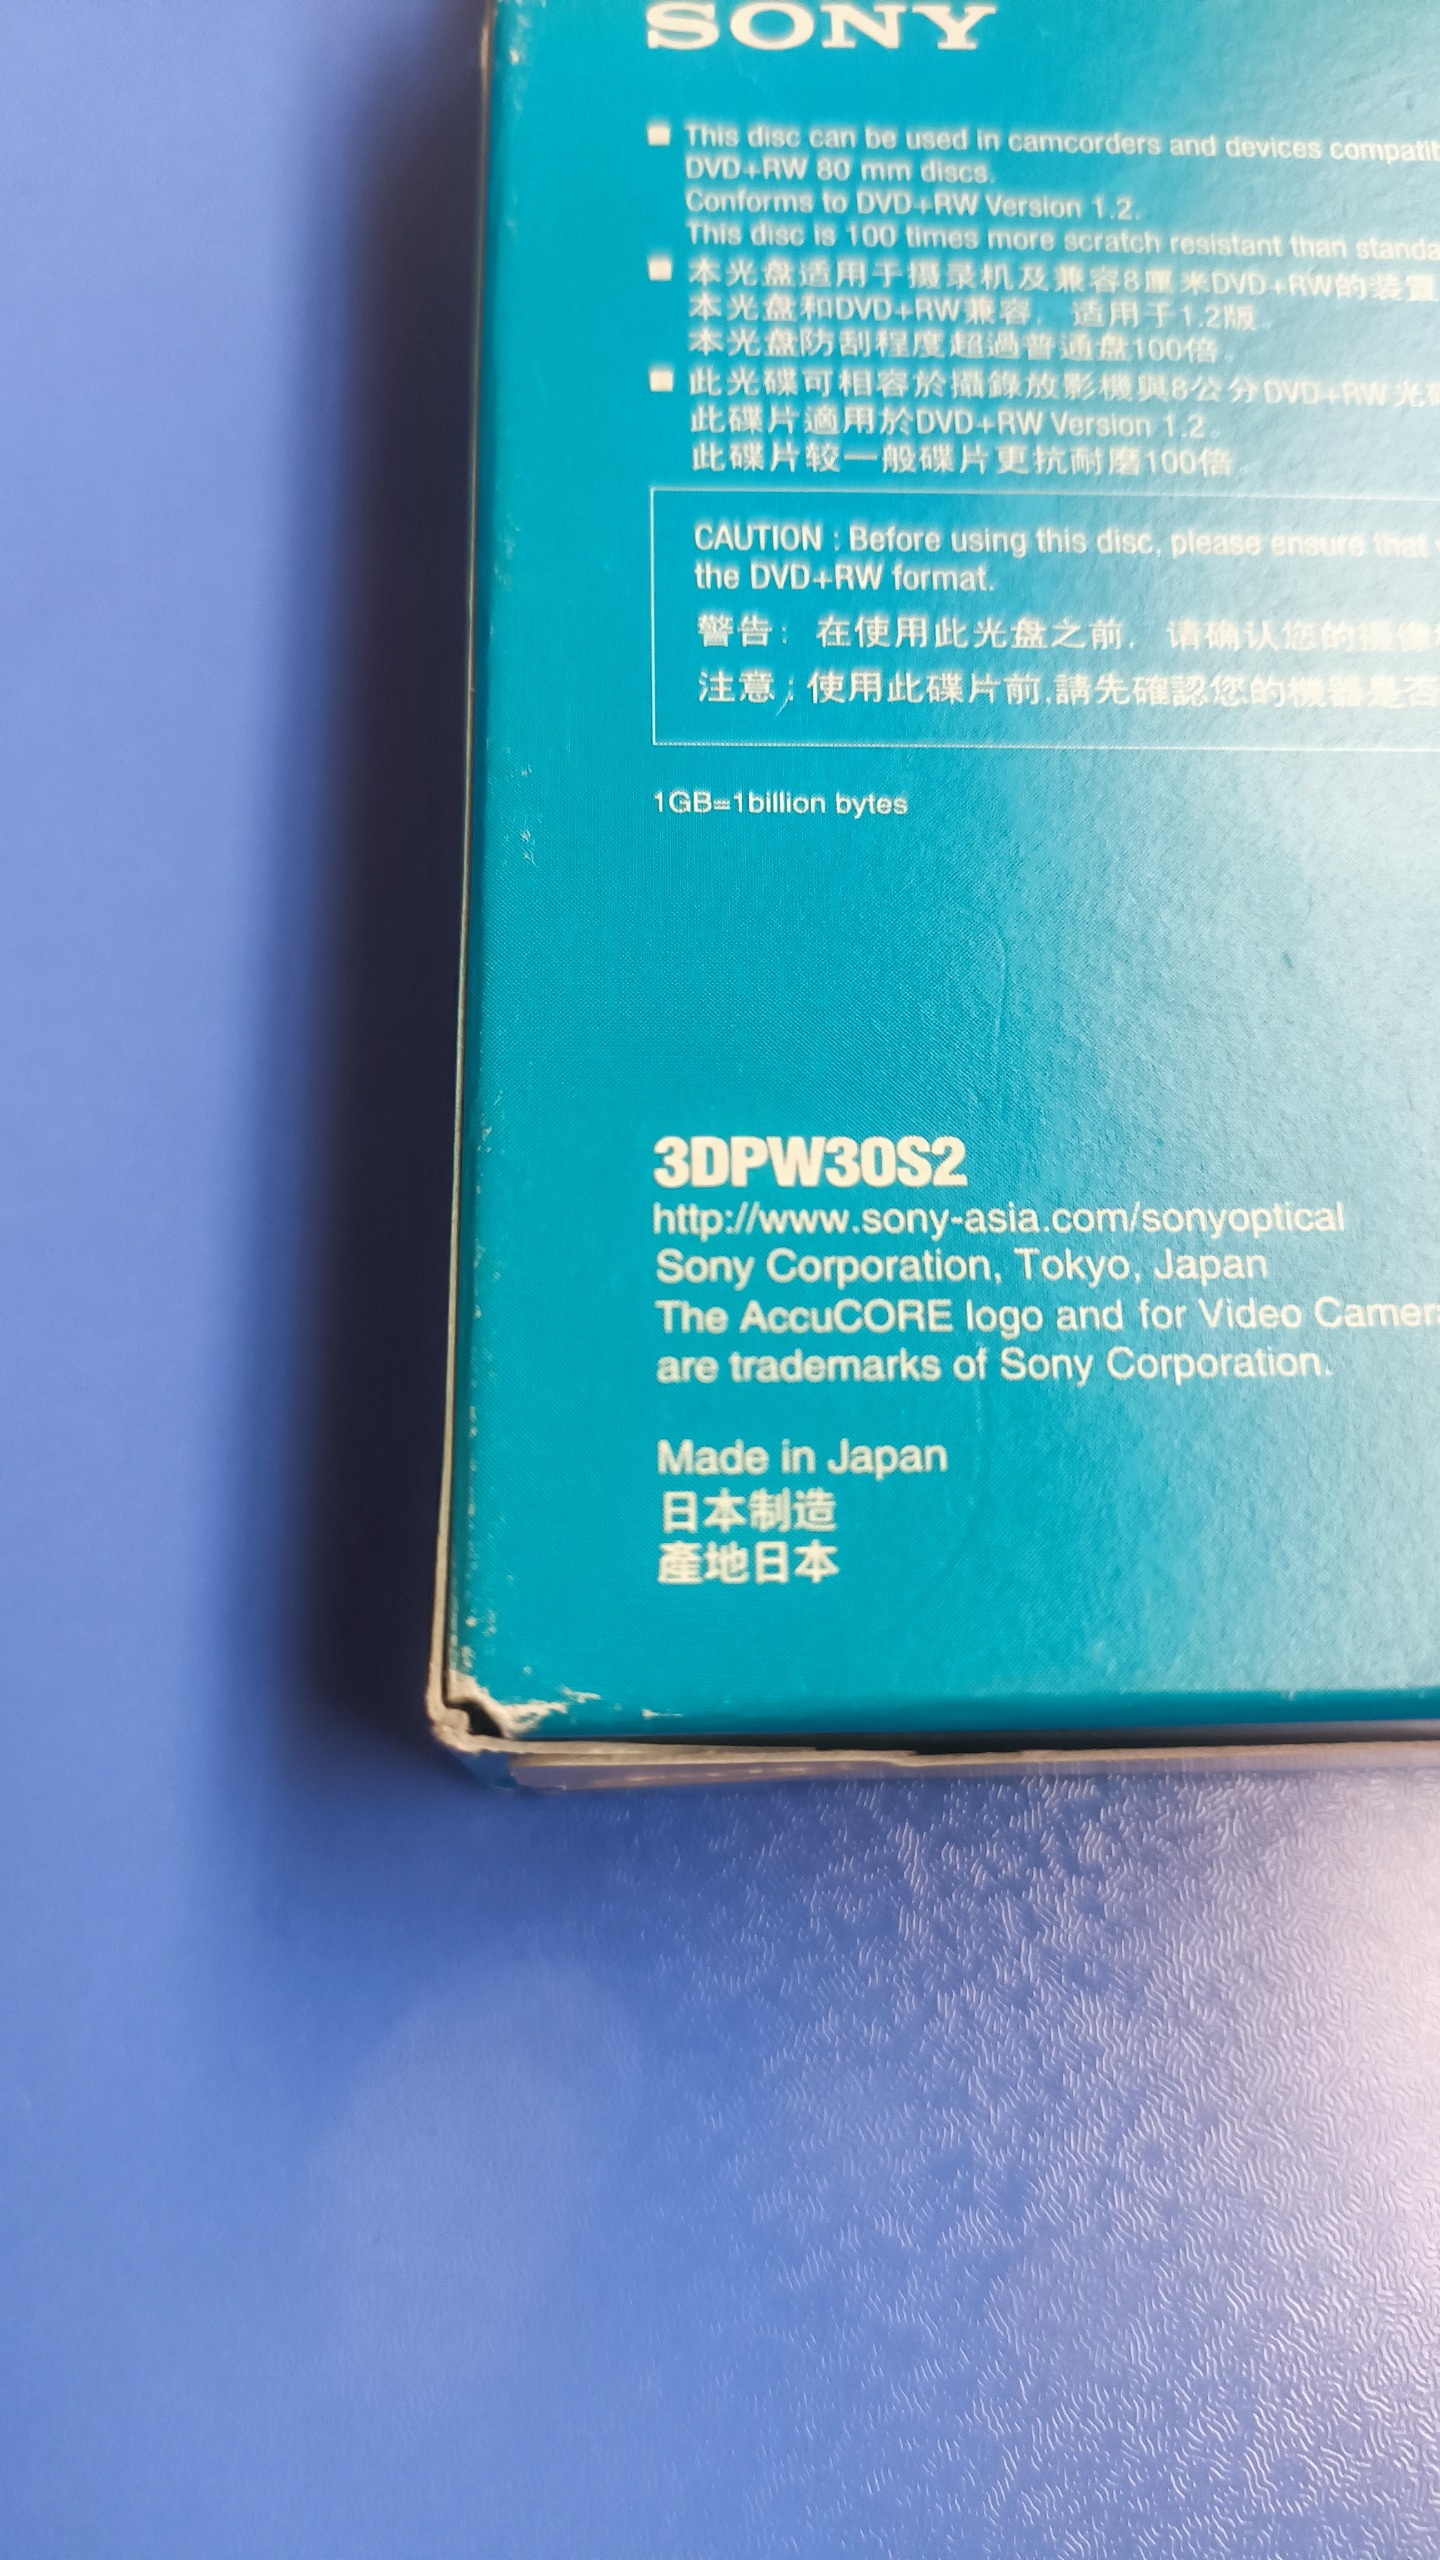 SONY
■ This disc can be used in camcorders and devices
DVD+RW 80 mm discs.
Conforms to DVD+RW Version 1.2.
This disc is 100 times more scratch resistant than
■ 本光盘适用于摄录机及兼容8厘米DVD+RW的装置
本光盘和DVD+RW兼容，适用于1.2版。
本光盘防刮程度超過普通盘100倍。
■ 此光碟可相容於攝錄放影機與8公分DVD+RW光
此碟片適用於DVD+RW Version 1.2。
此碟片较一般碟片更抗耐磨100倍。
CAUTION : Before using this disc, please ensure that
the DVD+RW format.
警告：在使用此光盘之前，请确认您的摄像
注意：使用此碟片前,請先確認您的機器是否
1GB=1billion bytes
3DPW30S2
http://www.sony-asia.com/sonyoptical
Sony Corporation, Tokyo, Japan
The AccuCORE logo and for Video
are trademarks of Sony Corporation.
Made in Japan
日本制造
產地日本